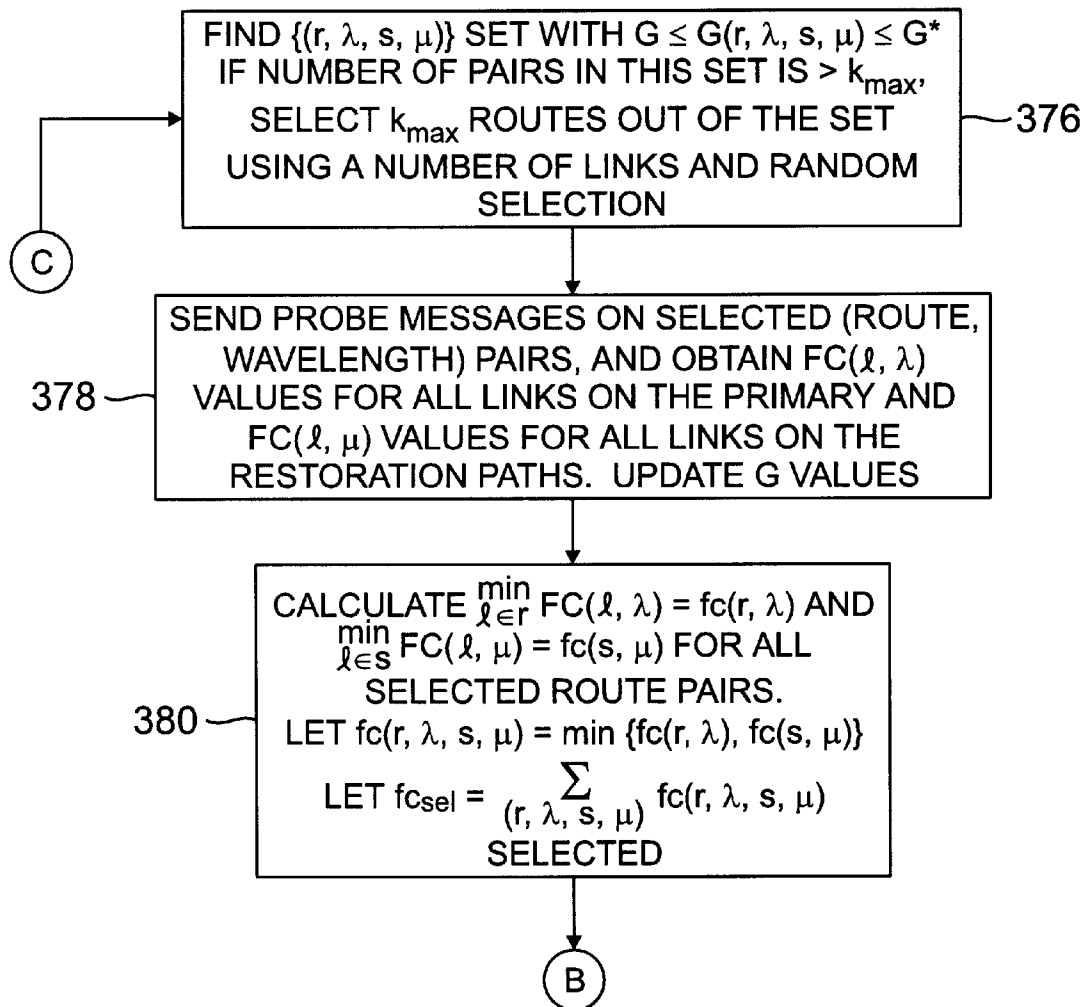 FIND {(r, λ, s, μ)} SET WITH G ≤ G(r, λ, s, μ) ≤ G*
IF NUMBER OF PAIRS IN THIS SET IS > kmax,
SELECT kmax ROUTES OUT OF THE SET
USING A NUMBER OF LINKS AND RANDOM
SELECTION
376
C
SEND PROBE MESSAGES ON SELECTED (ROUTE,
WAVELENGTH) PAIRS, AND OBTAIN FC(ℓ, λ)
VALUES FOR ALL LINKS ON THE PRIMARY AND
FC(ℓ, μ) VALUES FOR ALL LINKS ON THE
RESTORATION PATHS. UPDATE G VALUES
378
CALCULATE min ℓ∈r FC(ℓ, λ) = fc(r, λ) AND
min ℓ∈s FC(ℓ, μ) = fc(s, μ) FOR ALL
SELECTED ROUTE PAIRS.
LET fc(r, λ, s, μ) = min {fc(r, λ), fc(s, μ)}
LET fcsel = Σ fc(r, λ, s, μ)
(r, λ, s, μ)
SELECTED
380
B